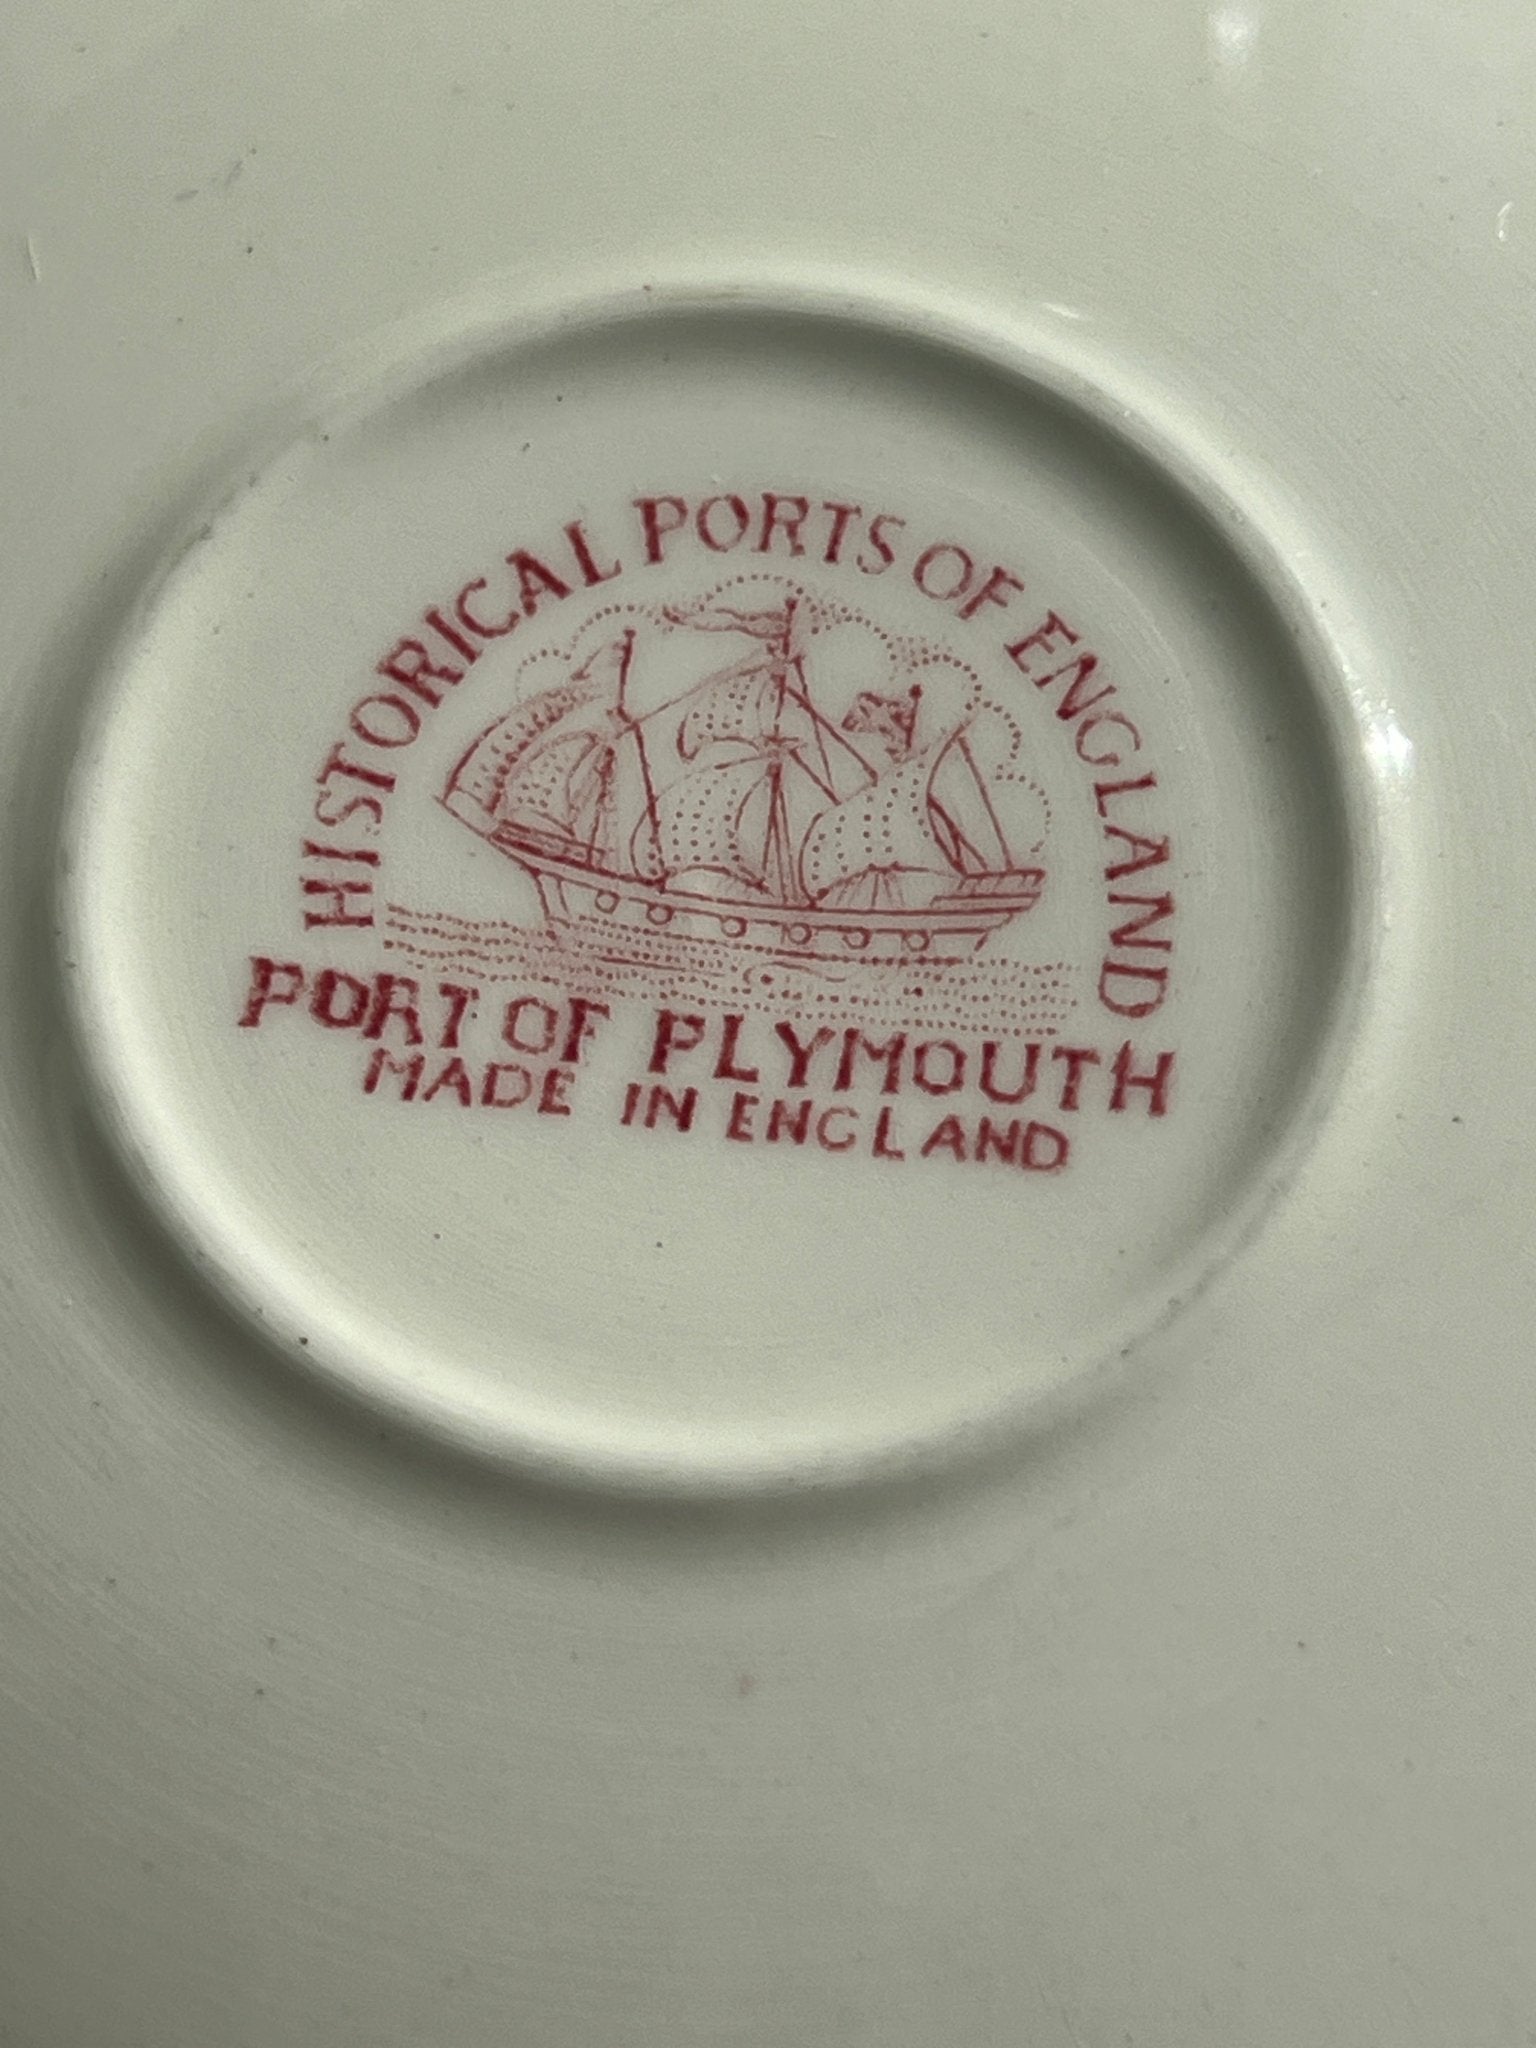 HISTORICAL PORTS OF ENGLAND
PORT OF PLYMOUTH
MADE IN ENGLAND